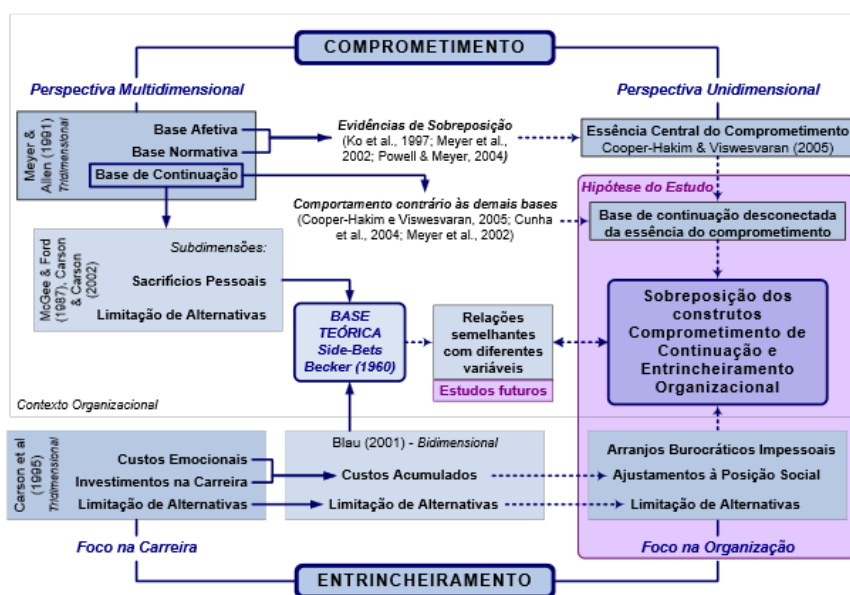 COMPROMETIMENTO
Perspectiva Multidimensional
Perspectiva Unidimensional
Meyer &
Allen (1991)
Tridimensional
Base Afetiva
Base Normativa
Base de Continuação
Evidências de Sobreposição
(Ko et al., 1997; Meyer et al.,
2002; Powell & Meyer, 2004)
Essência Central do Comprometimento
Cooper-Hakim & Viswesvaran (2005)
Hipótese do Estudo
Comportamento contrário às demais bases
(Cooper-Hakim e Viswesvaran, 2005; Cunha
et al., 2004; Meyer et al., 2002)
Base de continuação desconectada
da essência do comprometimento
McGee & Ford
(1987), Carson
& Carson
(2002)
Subdimensões:
Sacrifícios Pessoais
Limitação de Alternativas
BASE
TEÓRICA
Side-Bets
Becker (1960)
Relações
semelhantes
com diferentes
variáveis
Estudos futuros
Sobreposição dos
construtos
Comprometimento de
Continuação e
Entrincheiramento
Organizacional
Contexto Organizacional
Carson et al
(1995)
Tridimensional
Custos Emocionais
Investimentos na Carreira
Limitação de Alternativas
Blau (2001) - Bidimensional
Custos Acumulados
Limitação de Alternativas
Arranjos Burocráticos Impessoais
Ajustamentos à Posição Social
Limitação de Alternativas
Foco na Carreira
Foco na Organização
ENTRINCHEIRAMENTO